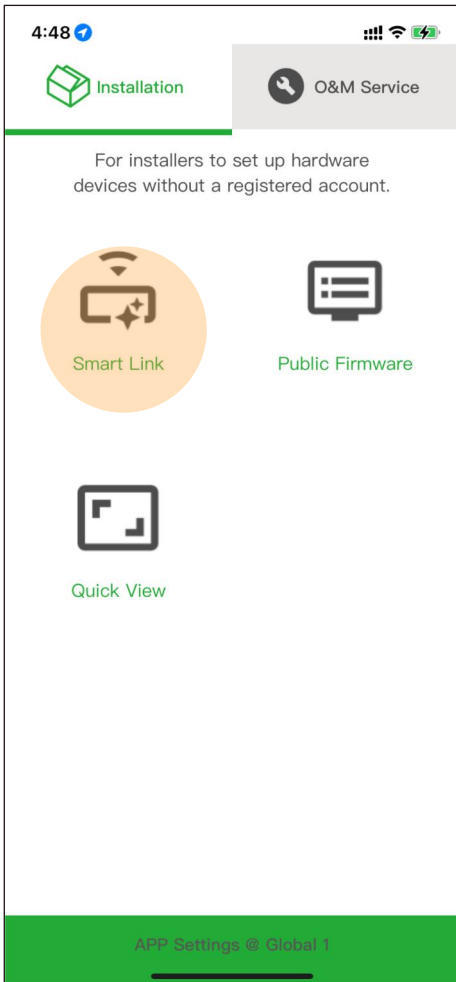 4:48
Installation
O&M Service
For installers to set up hardware
devices without a registered account.
Smart Link
Public Firmware
Quick View
APP Settings @ Global 1